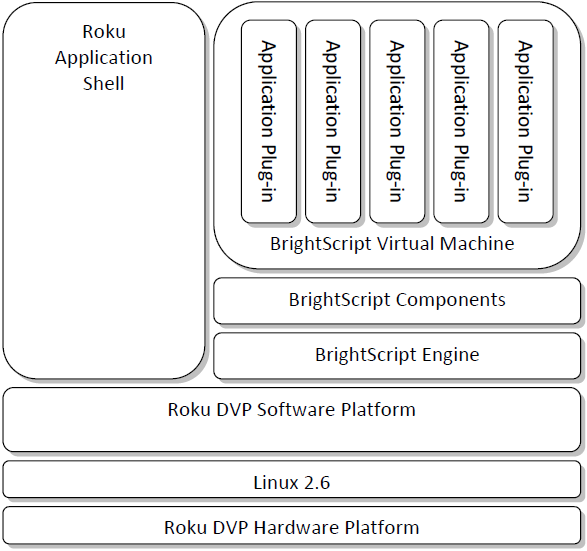 Roku
Application
Shell
Application Plug-in
Application Plug-in
Application Plug-in
Application Plug-in
Application Plug-in
BrightScript Virtual Machine
BrightScript Components
BrightScript Engine
Roku DVP Software Platform
Linux 2.6
Roku DVP Hardware Platform